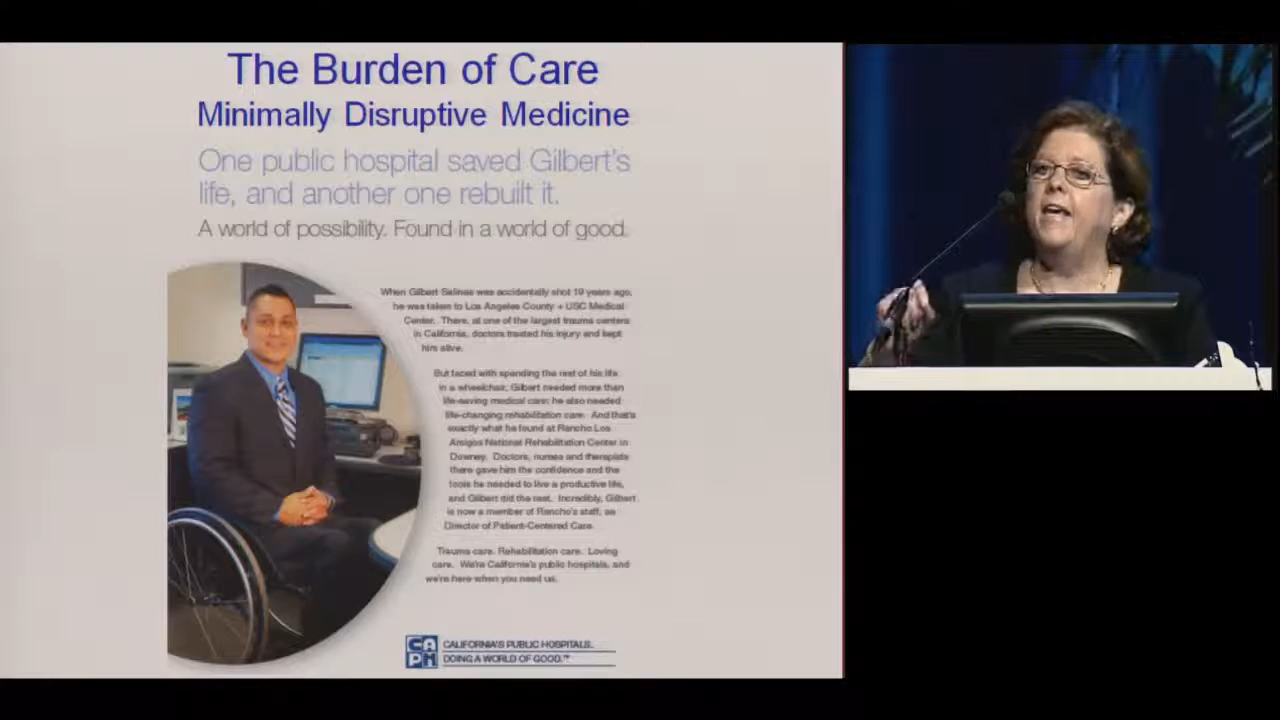 The Burden of Care
Minimally Disruptive Medicine
One public hospital saved Gilbert's
life, and another one rebuilt it.
A world of possibility. Found in a world of good.
When Gilbert Salinas was accidentally shot 19 years ago,
he was taken to Los Angeles County + USC Medical
Center. There, at one of the largest trauma centers
in California, doctors treated his injury and kept
him alive.
But faced with spending the rest of his life
in a wheelchair, Gilbert needed more than
life-saving medical care; he also needed
life-changing rehabilitation care. And that's
exactly what he found at Rancho Los
Amigos National Rehabilitation Center in
Downey. Doctors, nurses and therapists
there gave him the confidence and the
tools he needed to live a productive life,
and Gilbert did the rest. Incredibly, Gilbert
is now a member of Rancho's staff, as
Director of Patient-Centered Care.
Trauma care. Rehabilitation care. Loving
care. We're California's public hospitals, and
we're here when you need us.
CA
PH
CALIFORNIA'S PUBLIC HOSPITALS.
DOING A WORLD OF GOOD.™